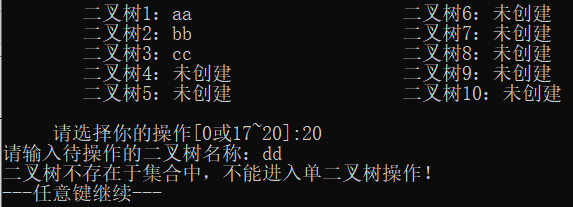 二叉树1: aa 二叉树6: 未创建
二叉树2: bb 二叉树7: 未创建
二叉树3: cc 二叉树8: 未创建
二叉树4: 未创建 二叉树9: 未创建
二叉树5: 未创建 二叉树10: 未创建
请选择你的操作[0或17~20]:20
请输入待操作的二叉树名称: dd
二叉树不存在于集合中, 不能进入单二叉树操作!
---任意键继续---